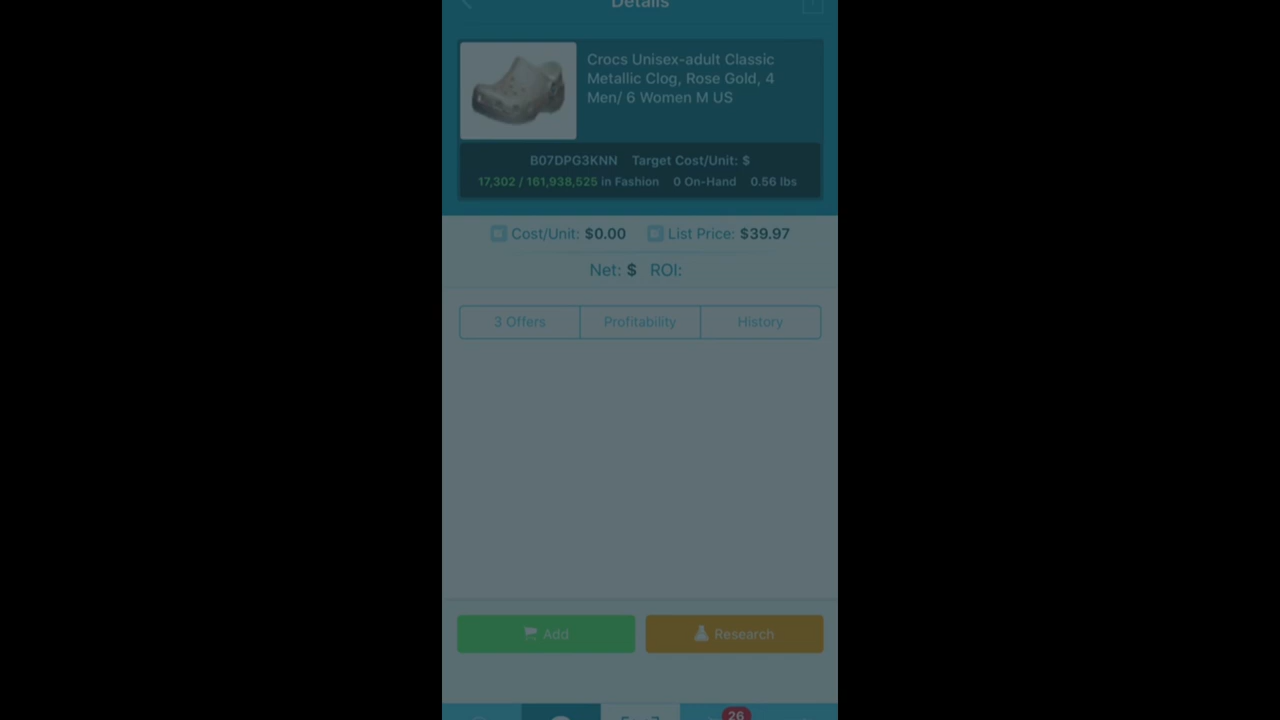 Details
Crocs Unisex-adult Classic
Metallic Clog, Rose Gold, 4
Men/ 6 Women M US
B07DPG3KNN Target Cost/Unit: $
17,302 / 161,938,525 in Fashion 0 On-Hand 0.56 lbs
Cost/Unit: $0.00 List Price: $39.97
Net: $ ROI:
3 Offers Profitability History
Add Research
26